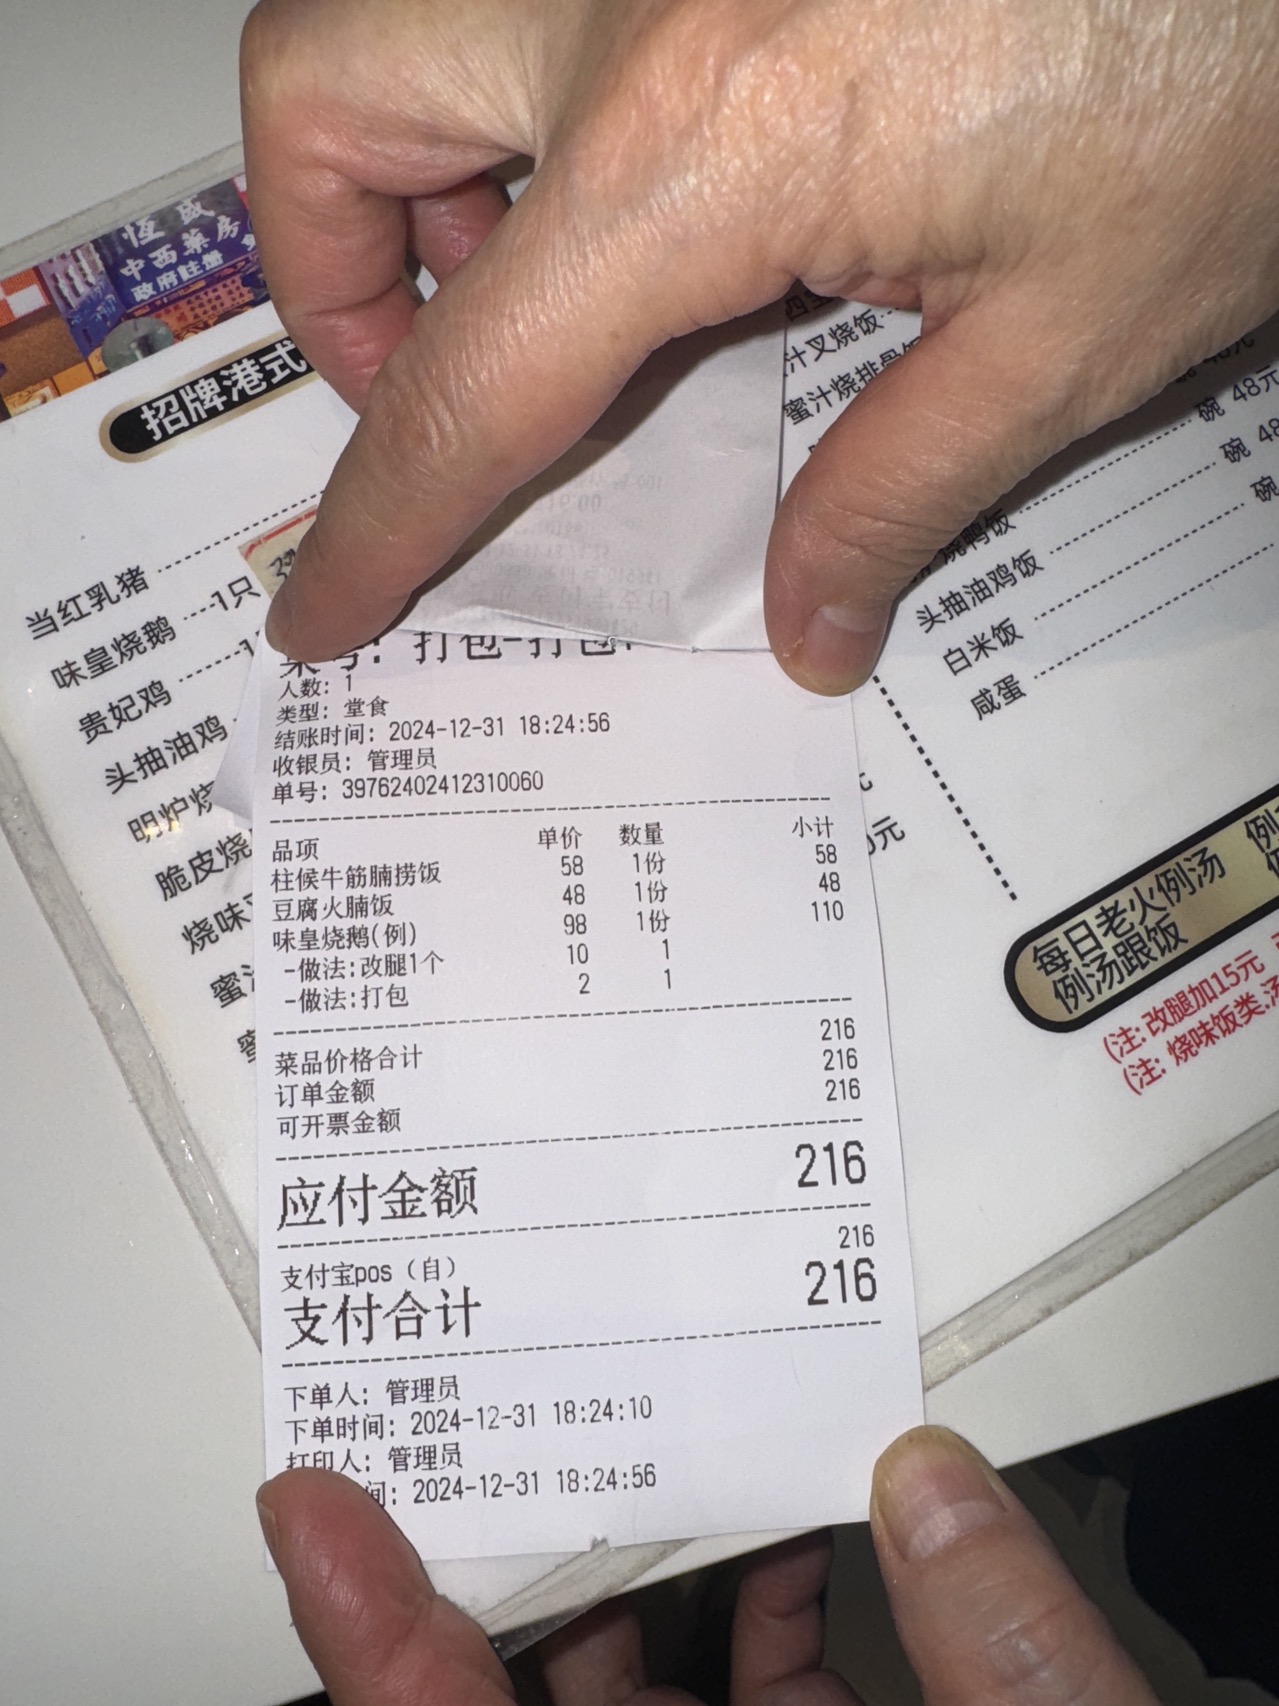 恆盛
中西藥房
政府註册
招牌港式
当红乳猪
味皇烧鹅 1只
贵妃鸡
头抽油鸡
明炉烧
脆皮烧
烧味
蜜
汁叉烧饭
蜜汁烧排骨饭
碗 48元
碗 48
碗
烧鸭饭
头抽油鸡饭
白米饭
咸蛋
元
每日老火例汤
例汤跟饭
(注: 改腿加15元
(注: 烧味饭类,汤
号: 打包-打包
人数: 1
类型: 堂食
结账时间: 2024-12-31 18:24:56
收银员: 管理员
单号: 39762402412310060
品项 单价 数量 小计
柱候牛筋腩捞饭 58 1份 58
豆腐火腩饭 48 1份 48
味皇烧鹅(例) 98 1份 110
-做法:改腿1个 10 1
-做法:打包 2 1
菜品价格合计 216
订单金额 216
可开票金额 216
应付金额 216
支付宝pos（自） 216
支付合计 216
下单人: 管理员
下单时间: 2024-12-31 18:24:10
打印人: 管理员
间: 2024-12-31 18:24:56